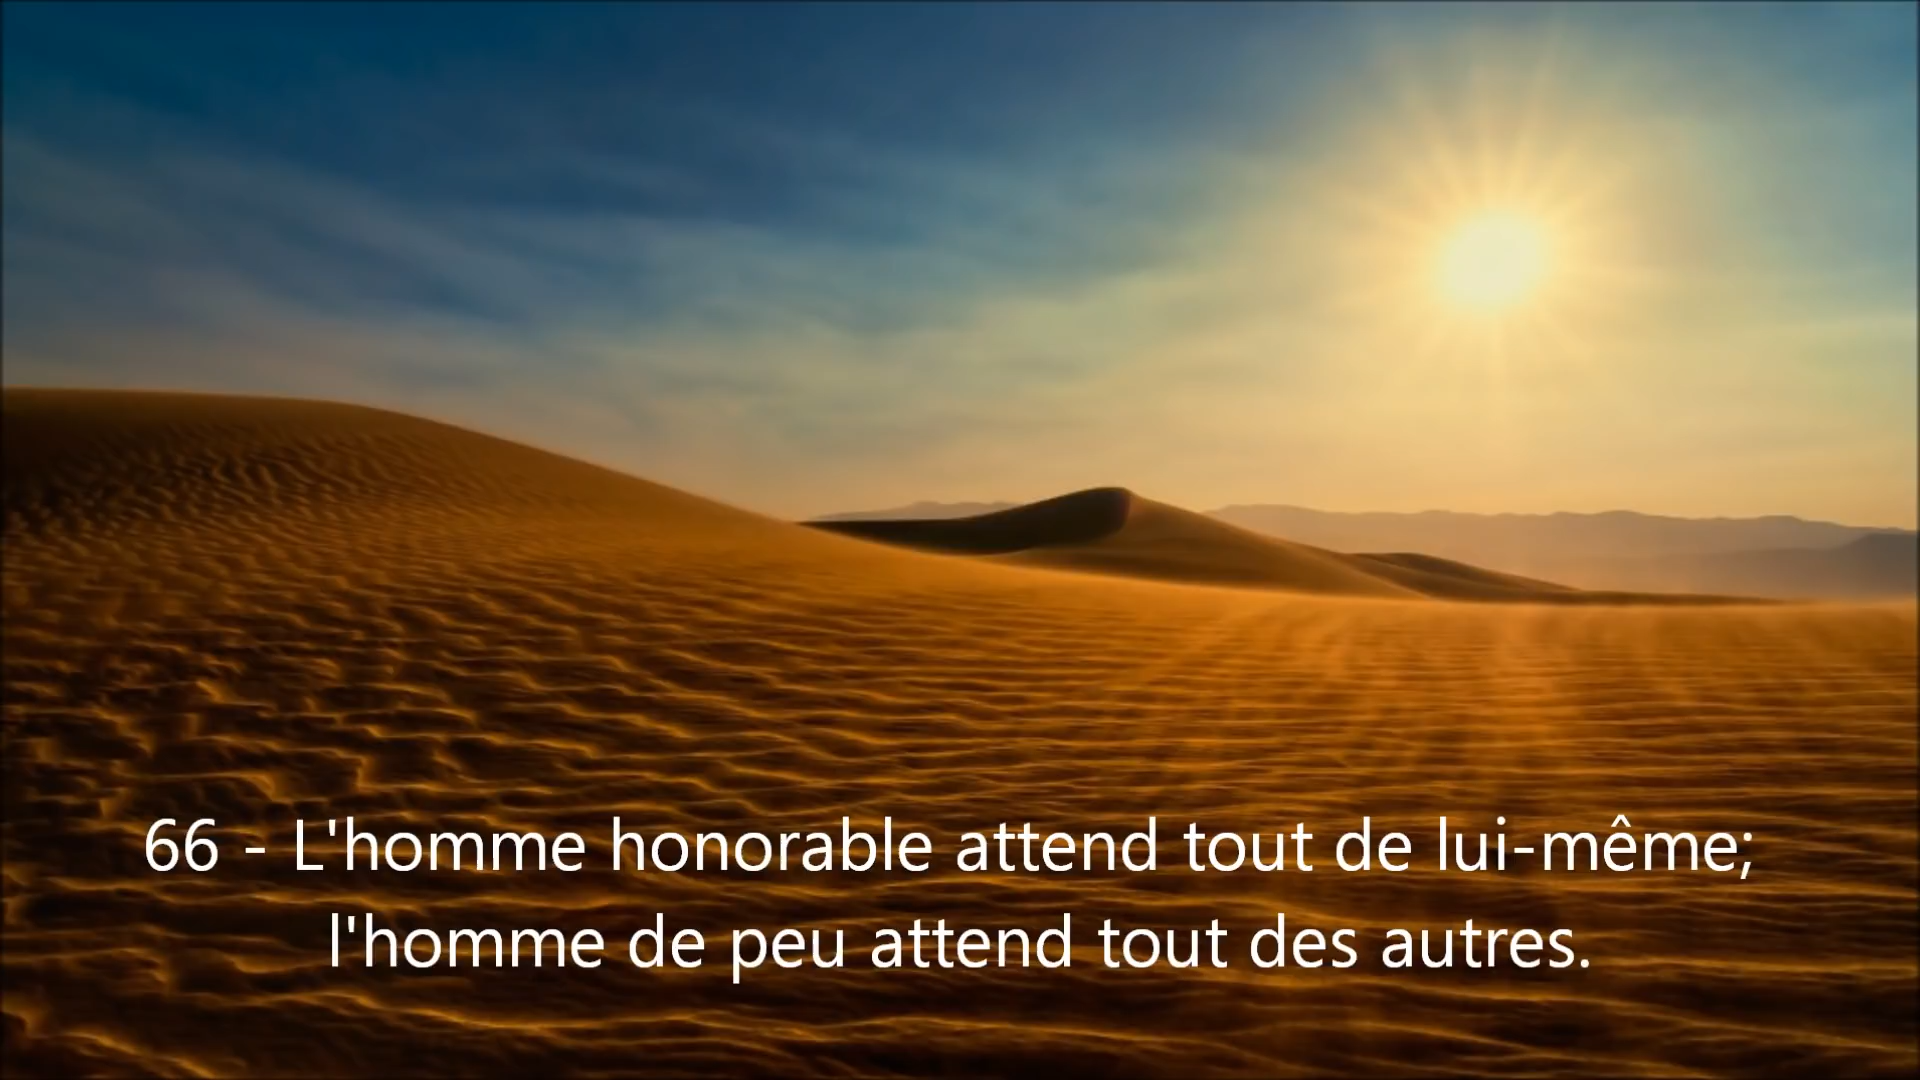 66 - L'homme honorable attend tout de lui-même;
l'homme de peu attend tout des autres.